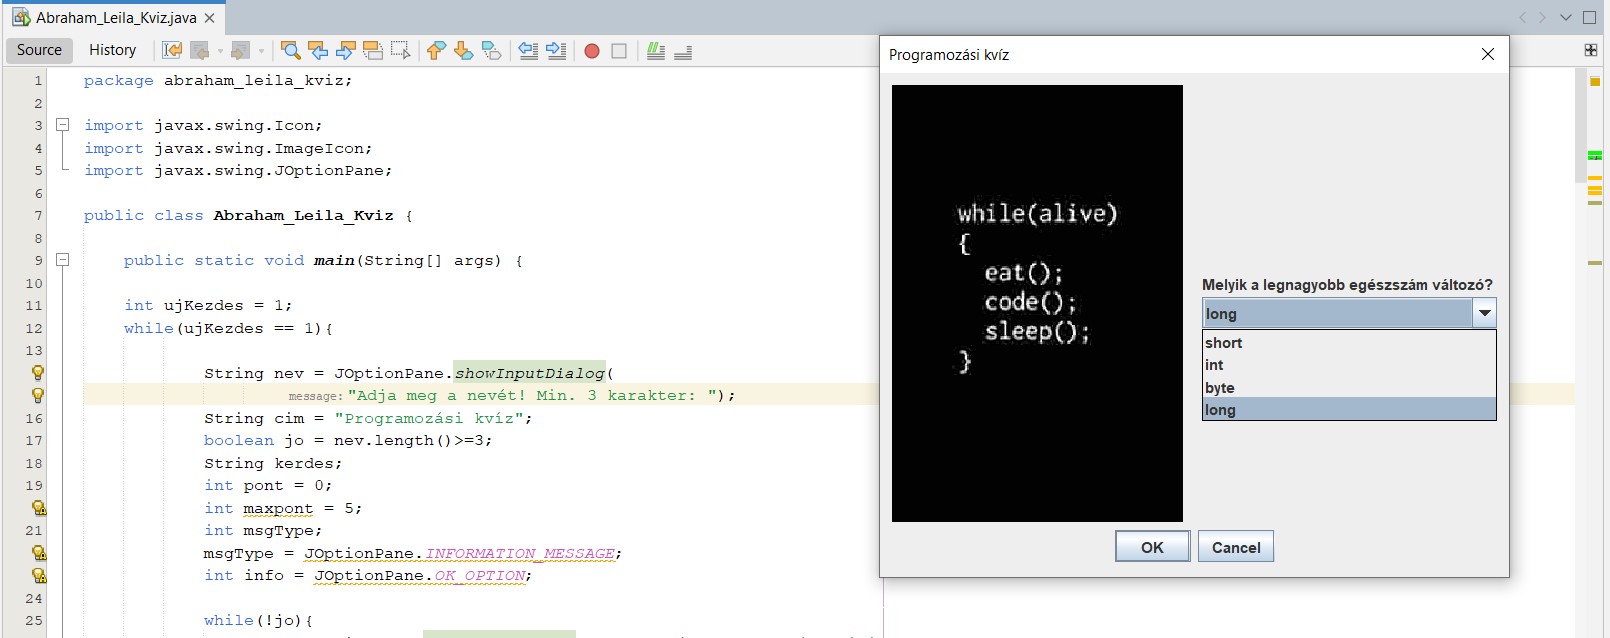 Abraham_Leila_Kviz.java
Source History
1 package abraham_leila_kviz;
2
3 import javax.swing.Icon;
4 import javax.swing.ImageIcon;
5 import javax.swing.JOptionPane;
6
7 public class Abraham_Leila_Kviz {
8
9 public static void main(String[] args) {
10
11 int ujKezdes = 1;
12 while(ujKezdes == 1){
13
String nev = JOptionPane.showInputDialog(
message: "Adja meg a nevét! Min. 3 karakter: ");
16 String cim = "Programozási kvíz";
17 boolean jo = nev.length()>=3;
18 String kerdes;
19 int pont = 0;
int maxpont = 5;
21 int msgType;
msgType = JOptionPane.INFORMATION_MESSAGE;
int info = JOptionPane.OK_OPTION;
24
25 while(!jo){
Programozási kvíz
while(alive)
{
eat();
code();
sleep();
}
Melyik a legnagyobb egészszám változó?
long
short
int
byte
long
OK Cancel